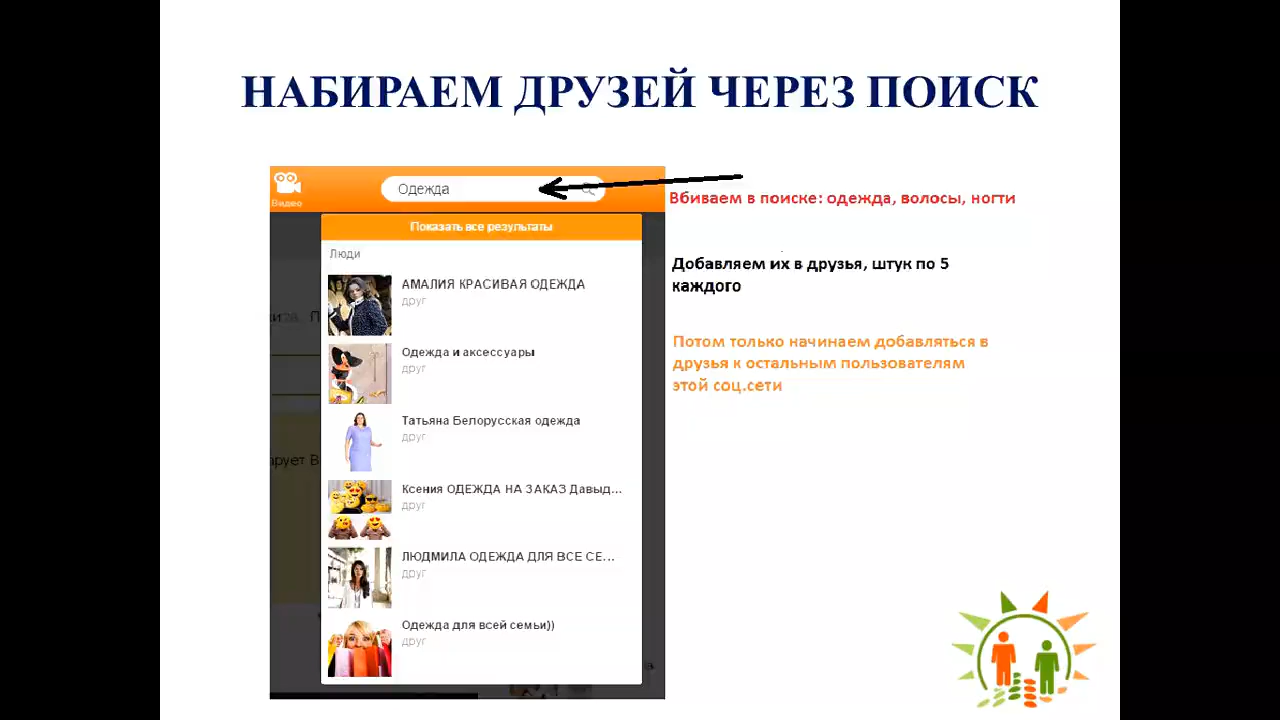 НАБИРАЕМ ДРУЗЕЙ ЧЕРЕЗ ПОИСК
Видео
Одежда
Показать все результаты
Люди
АМАЛИЯ КРАСИВАЯ ОДЕЖДА
друг
Одежда и аксессуары
друг
Татьяна Белорусская одежда
друг
Ксения ОДЕЖДА НА ЗАКАЗ Давыд...
друг
ЛЮДМИЛА ОДЕЖДА ДЛЯ ВСЕ СЕ...
друг
Одежда для всей семьи))
друг
Вбиваем в поиске: одежда, волосы, ногти
Добавляем их в друзья, штук по 5
каждого
Потом только начинаем добавляться в
друзья к остальным пользователям
этой соц.сети